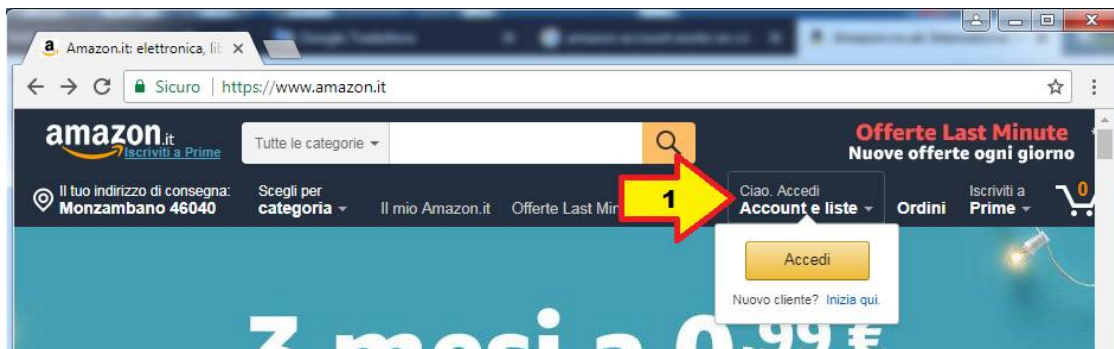 Amazon.it: elettronica, lib
Sicuro | https://www.amazon.it
amazon.it
Iscriviti a Prime
Tutte le categorie
Offerte Last Minute
Nuove offerte ogni giorno
Il tuo indirizzo di consegna:
Monzambano 46040
Scegli per
categoria
Il mio Amazon.it
Offerte Last Min
1
Ciao. Accedi
Account e liste
Ordini
Iscriviti a
Prime
0
Accedi
Nuovo cliente? Inizia qui.
3 mesi a 0,99 €